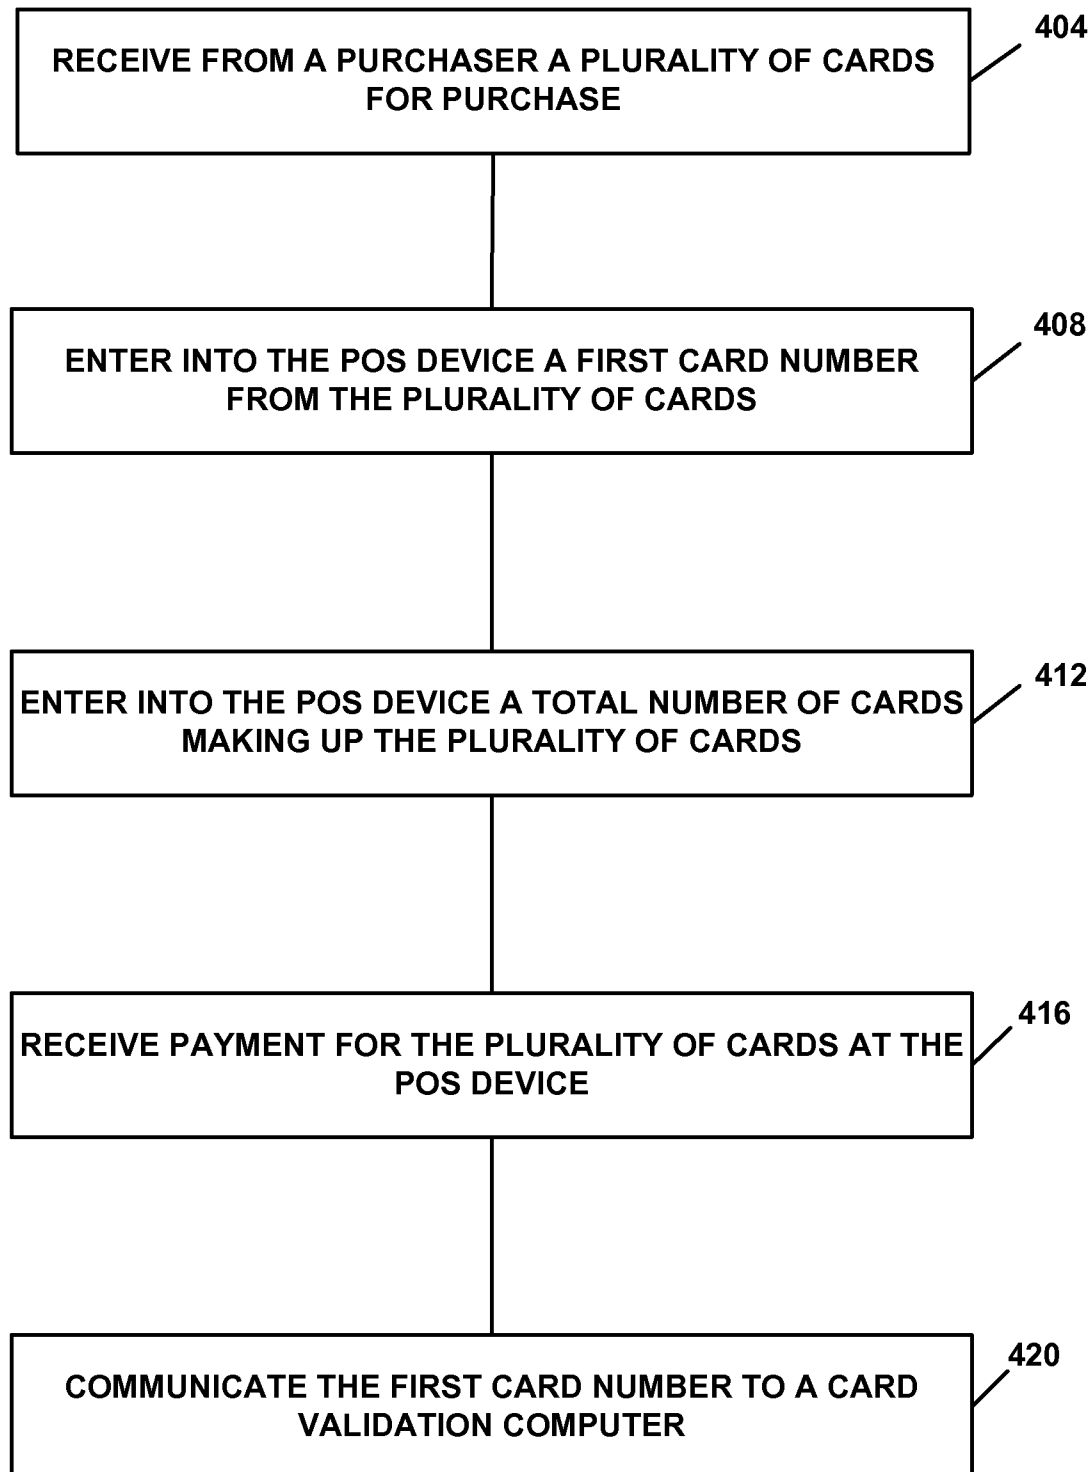 404
RECEIVE FROM A PURCHASER A PLURALITY OF CARDS
FOR PURCHASE
408
ENTER INTO THE POS DEVICE A FIRST CARD NUMBER
FROM THE PLURALITY OF CARDS
412
ENTER INTO THE POS DEVICE A TOTAL NUMBER OF CARDS
MAKING UP THE PLURALITY OF CARDS
416
RECEIVE PAYMENT FOR THE PLURALITY OF CARDS AT THE
POS DEVICE
420
COMMUNICATE THE FIRST CARD NUMBER TO A CARD
VALIDATION COMPUTER